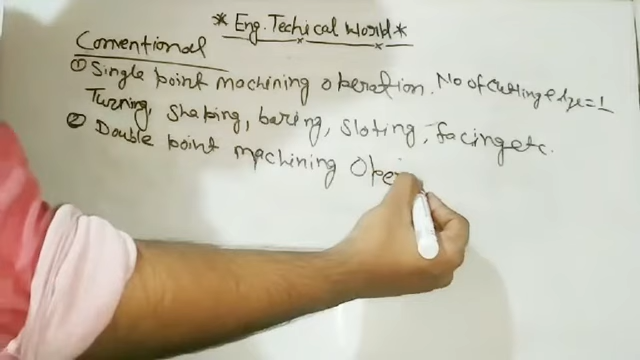 * Eng. Techical World *
Conventional
① Single point machining operation. No of cutting edge = 1
Turning, Shaping, baring, Sloting, facing etc.
② Double point machining Ope